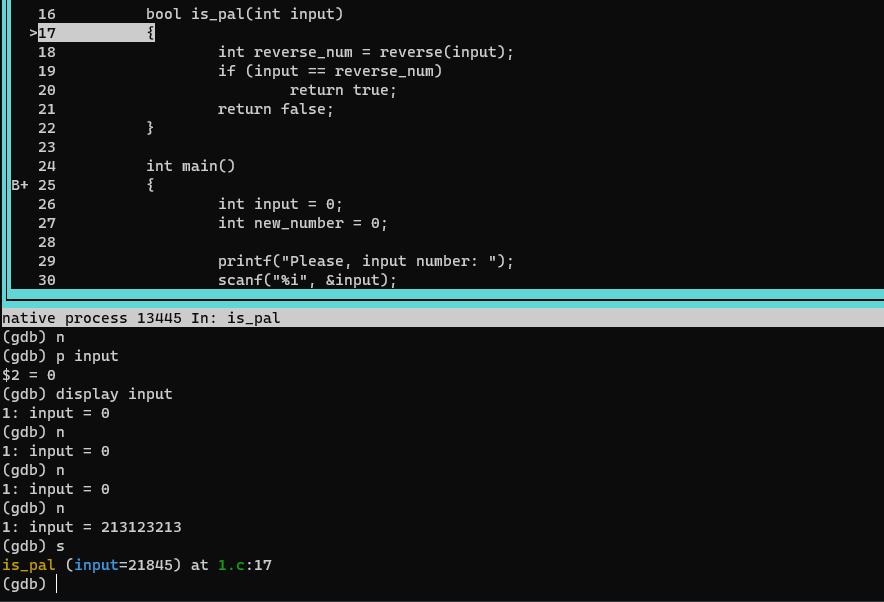 16 bool is_pal(int input)
>17 {
18 int reverse_num = reverse(input);
19 if (input == reverse_num)
20 return true;
21 return false;
22 }
23
24 int main()
B+ 25 {
26 int input = 0;
27 int new_number = 0;
28
29 printf("Please, input number: ");
30 scanf("%i", &input);
native process 13445 In: is_pal
(gdb) n
(gdb) p input
$2 = 0
(gdb) display input
1: input = 0
(gdb) n
1: input = 0
(gdb) n
1: input = 0
(gdb) n
1: input = 213123213
(gdb) s
is_pal (input=21845) at 1.c:17
(gdb)